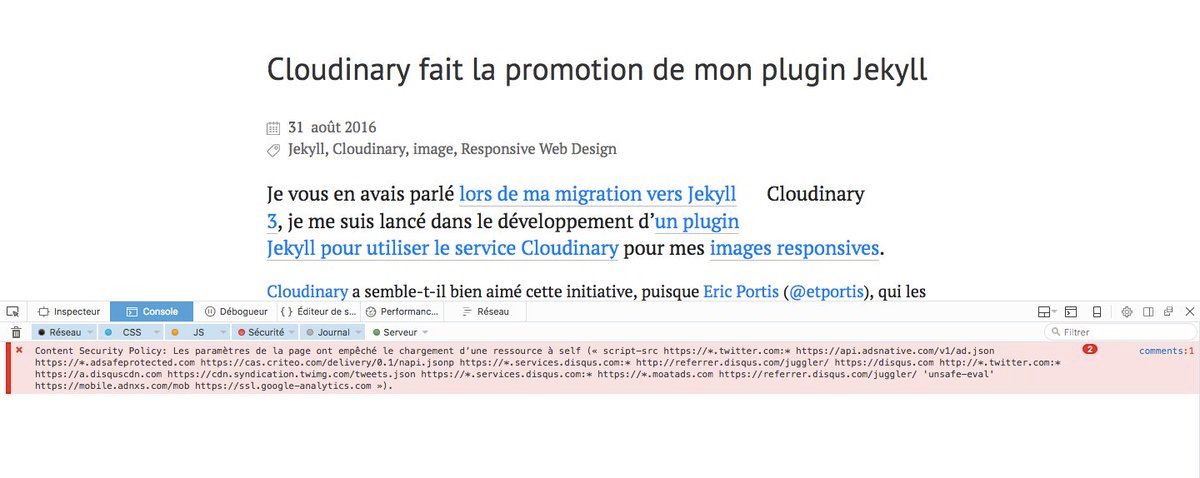 Cloudinary fait la promotion de mon plugin Jekyll
31 août 2016
Jekyll, Cloudinary, image, Responsive Web Design
Je vous en avais parlé lors de ma migration vers Jekyll Cloudinary
3, je me suis lancé dans le développement d’un plugin
Jekyll pour utiliser le service Cloudinary pour mes images responsives.
Cloudinary a semble-t-il bien aimé cette initiative, puisque Eric Portis (@etportis), qui les
Inspecteur Console Débogueur { } Éditeur de s... Performanc... Réseau
Réseau CSS JS Sécurité Journal Serveur Filtrer
Content Security Policy: Les paramètres de la page ont empêché le chargement d’une ressource à self (« script-src https://*.twitter.com:* https://api.adsnative.com/v1/ad.json 2 comments:1
https://*.adsafeprotected.com https://cas.criteo.com/delivery/0.1/napi.jsonp https://*.services.disqus.com:* http://referrer.disqus.com/juggler/ https://disqus.com http://*.twitter.com:*
https://a.disquscdn.com https://cdn.syndication.twimg.com/tweets.json https://*.services.disqus.com:* https://*.moatads.com https://referrer.disqus.com/juggler/ 'unsafe-eval'
https://mobile.adnxs.com/mob https://ssl.google-analytics.com »).